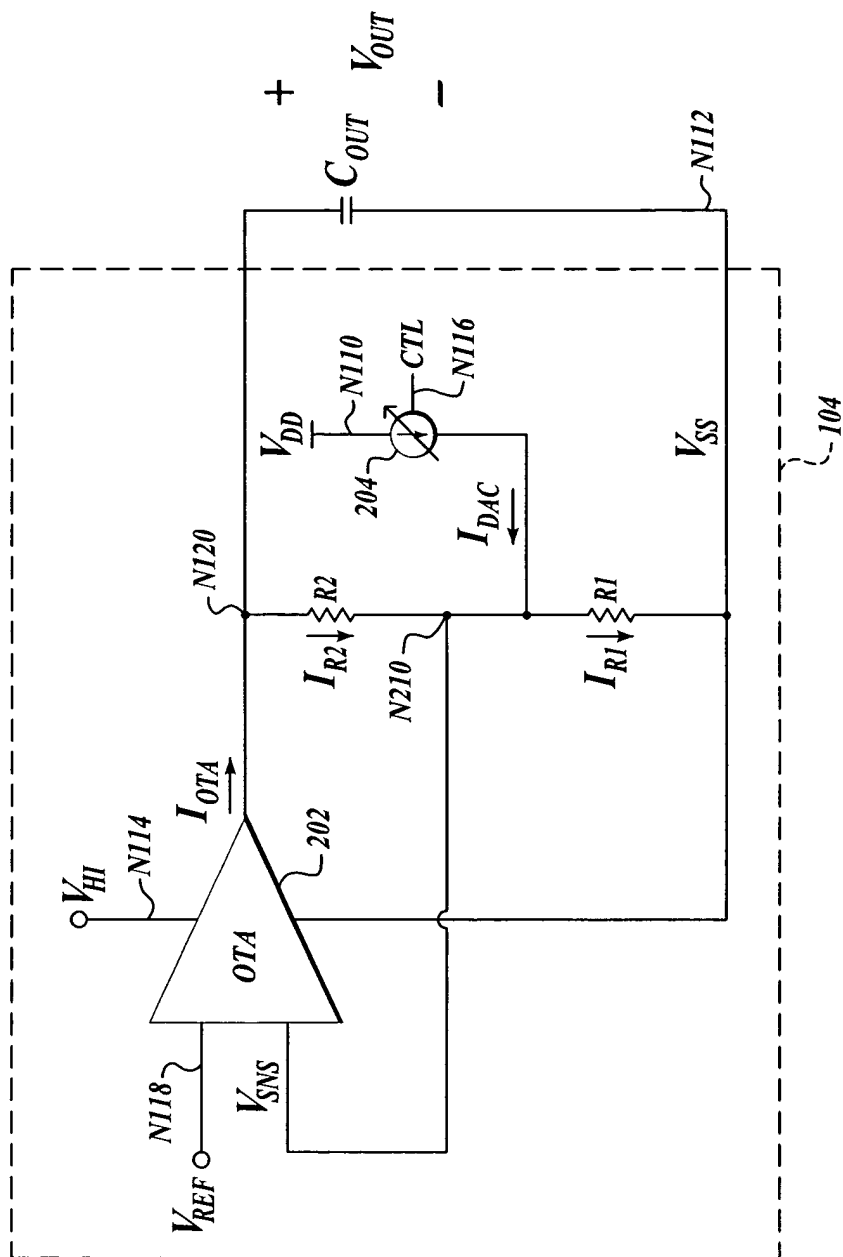 V_HI
N114
I_OTA
N120
OTA
202
N118
V_REF
V_SNS
I_R2
R2
N210
V_DD
N110
204
CTL
N116
I_DAC
I_R1
R1
V_SS
+
V_OUT
−
C_OUT
N112
104